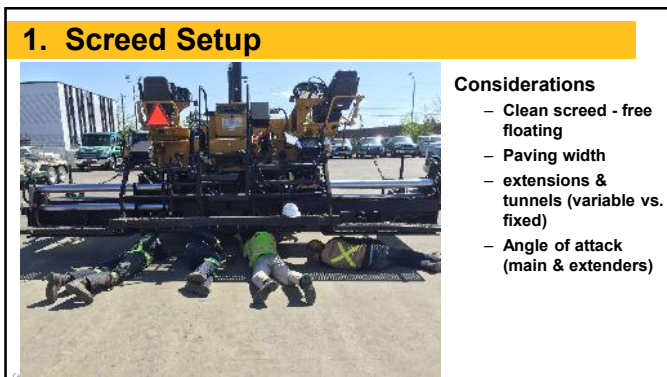 1. Screed Setup
Considerations
– Clean screed - free
floating
– Paving width
– extensions &
tunnels (variable vs.
fixed)
– Angle of attack
(main & extenders)